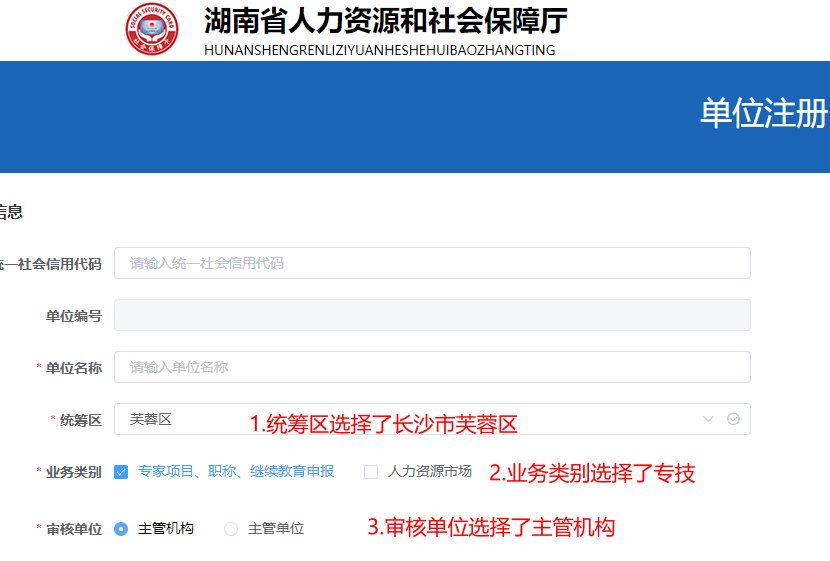 湖南省人力资源和社会保障厅
HUNANSHENGRENLIZIYUANHESHEHUIBAOZHANGTING
单位注册
信息
统一社会信用代码 请输入统一社会信用代码
单位编号
* 单位名称 请输入单位名称
* 统筹区 芙蓉区 1.统筹区选择了长沙市芙蓉区
* 业务类别 专家项目、职称、继续教育申报 人力资源市场 2.业务类别选择了专技
* 审核单位 主管机构 主管单位 3.审核单位选择了主管机构